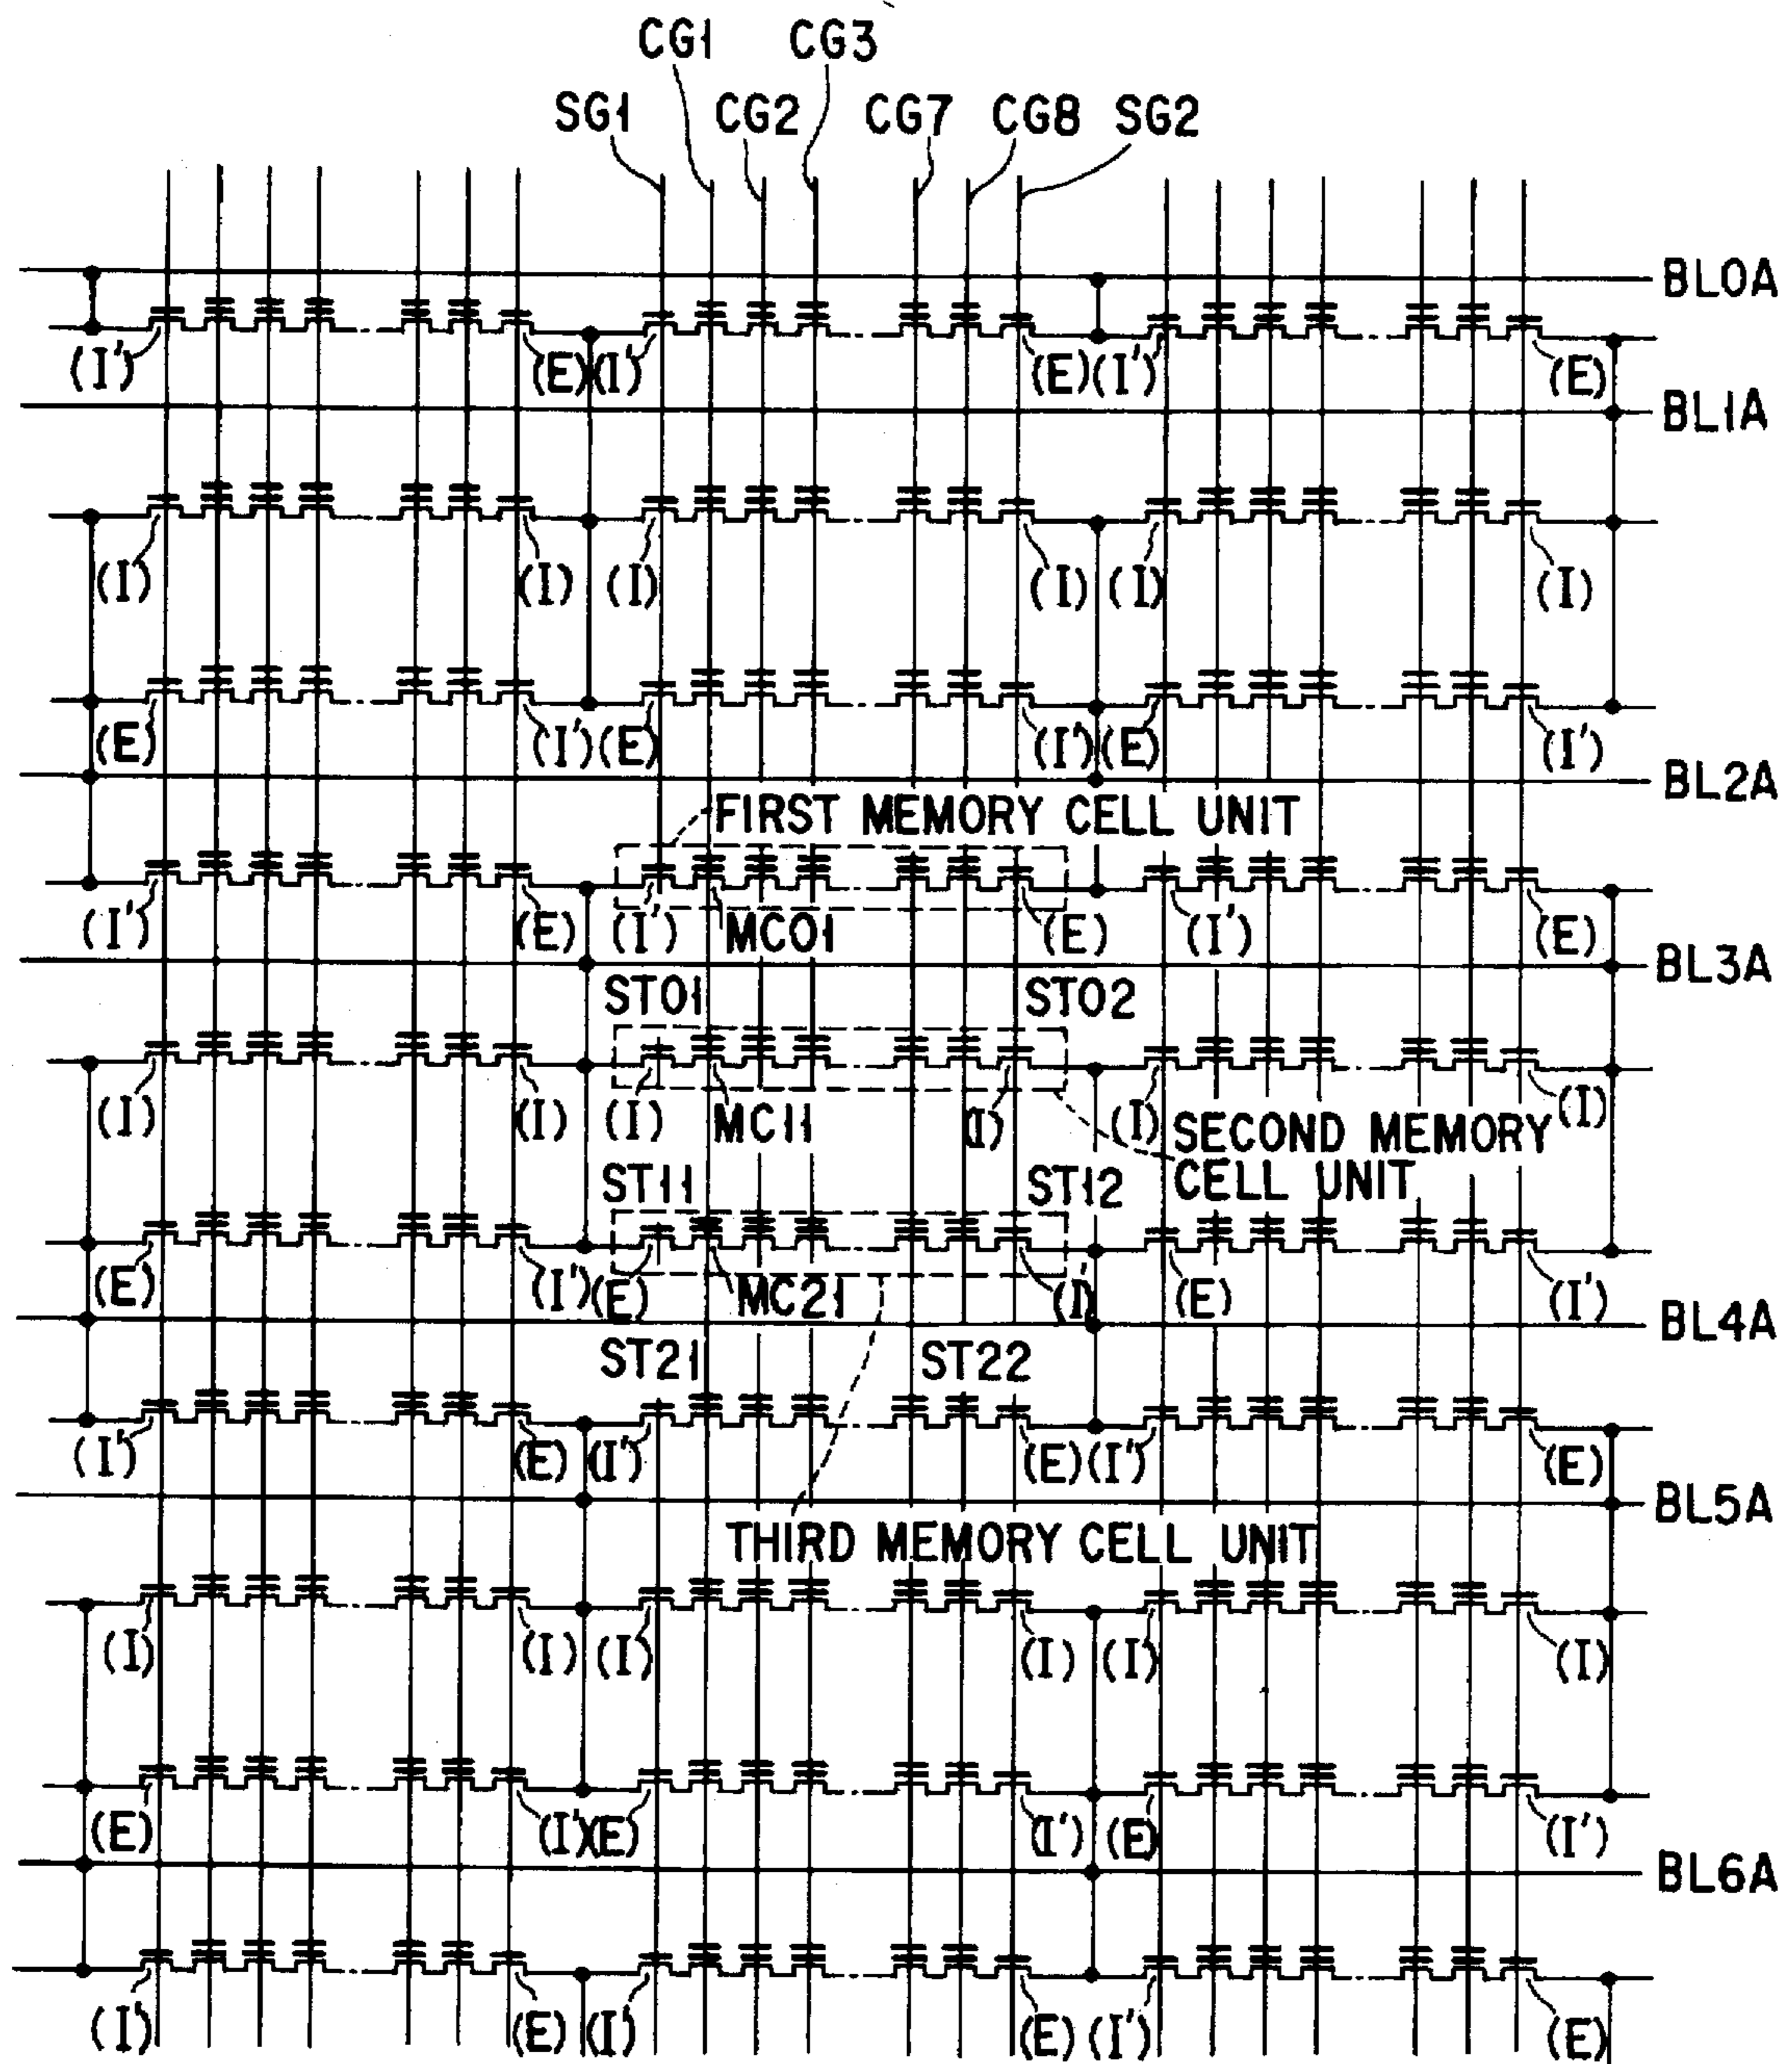 CG1 CG3
SG1 CG2 CG7 CG8 SG2
BL0A
(I') (E) (I') (E) (I') (E)
BL1A
(I) (I) (I) (I) (I) (I)
(E) (I') (E) (I') (E) (I')
BL2A
FIRST MEMORY CELL UNIT
(I') (E) (I') MC01 (E) (I') (E)
BL3A
ST01 ST02
(I) (I) (I) MC11 (I) (I) (I)
SECOND MEMORY
CELL UNIT
ST11 ST12
(E) (I') (E) MC21 (I') (E) (I')
BL4A
ST21 ST22
(I') (E) (I') (E) (I') (E)
BL5A
THIRD MEMORY CELL UNIT
(I) (I) (I) (I) (I) (I)
(E) (I') (E) (I') (E) (I')
BL6A
(I') (E) (I') (E) (I') (E)